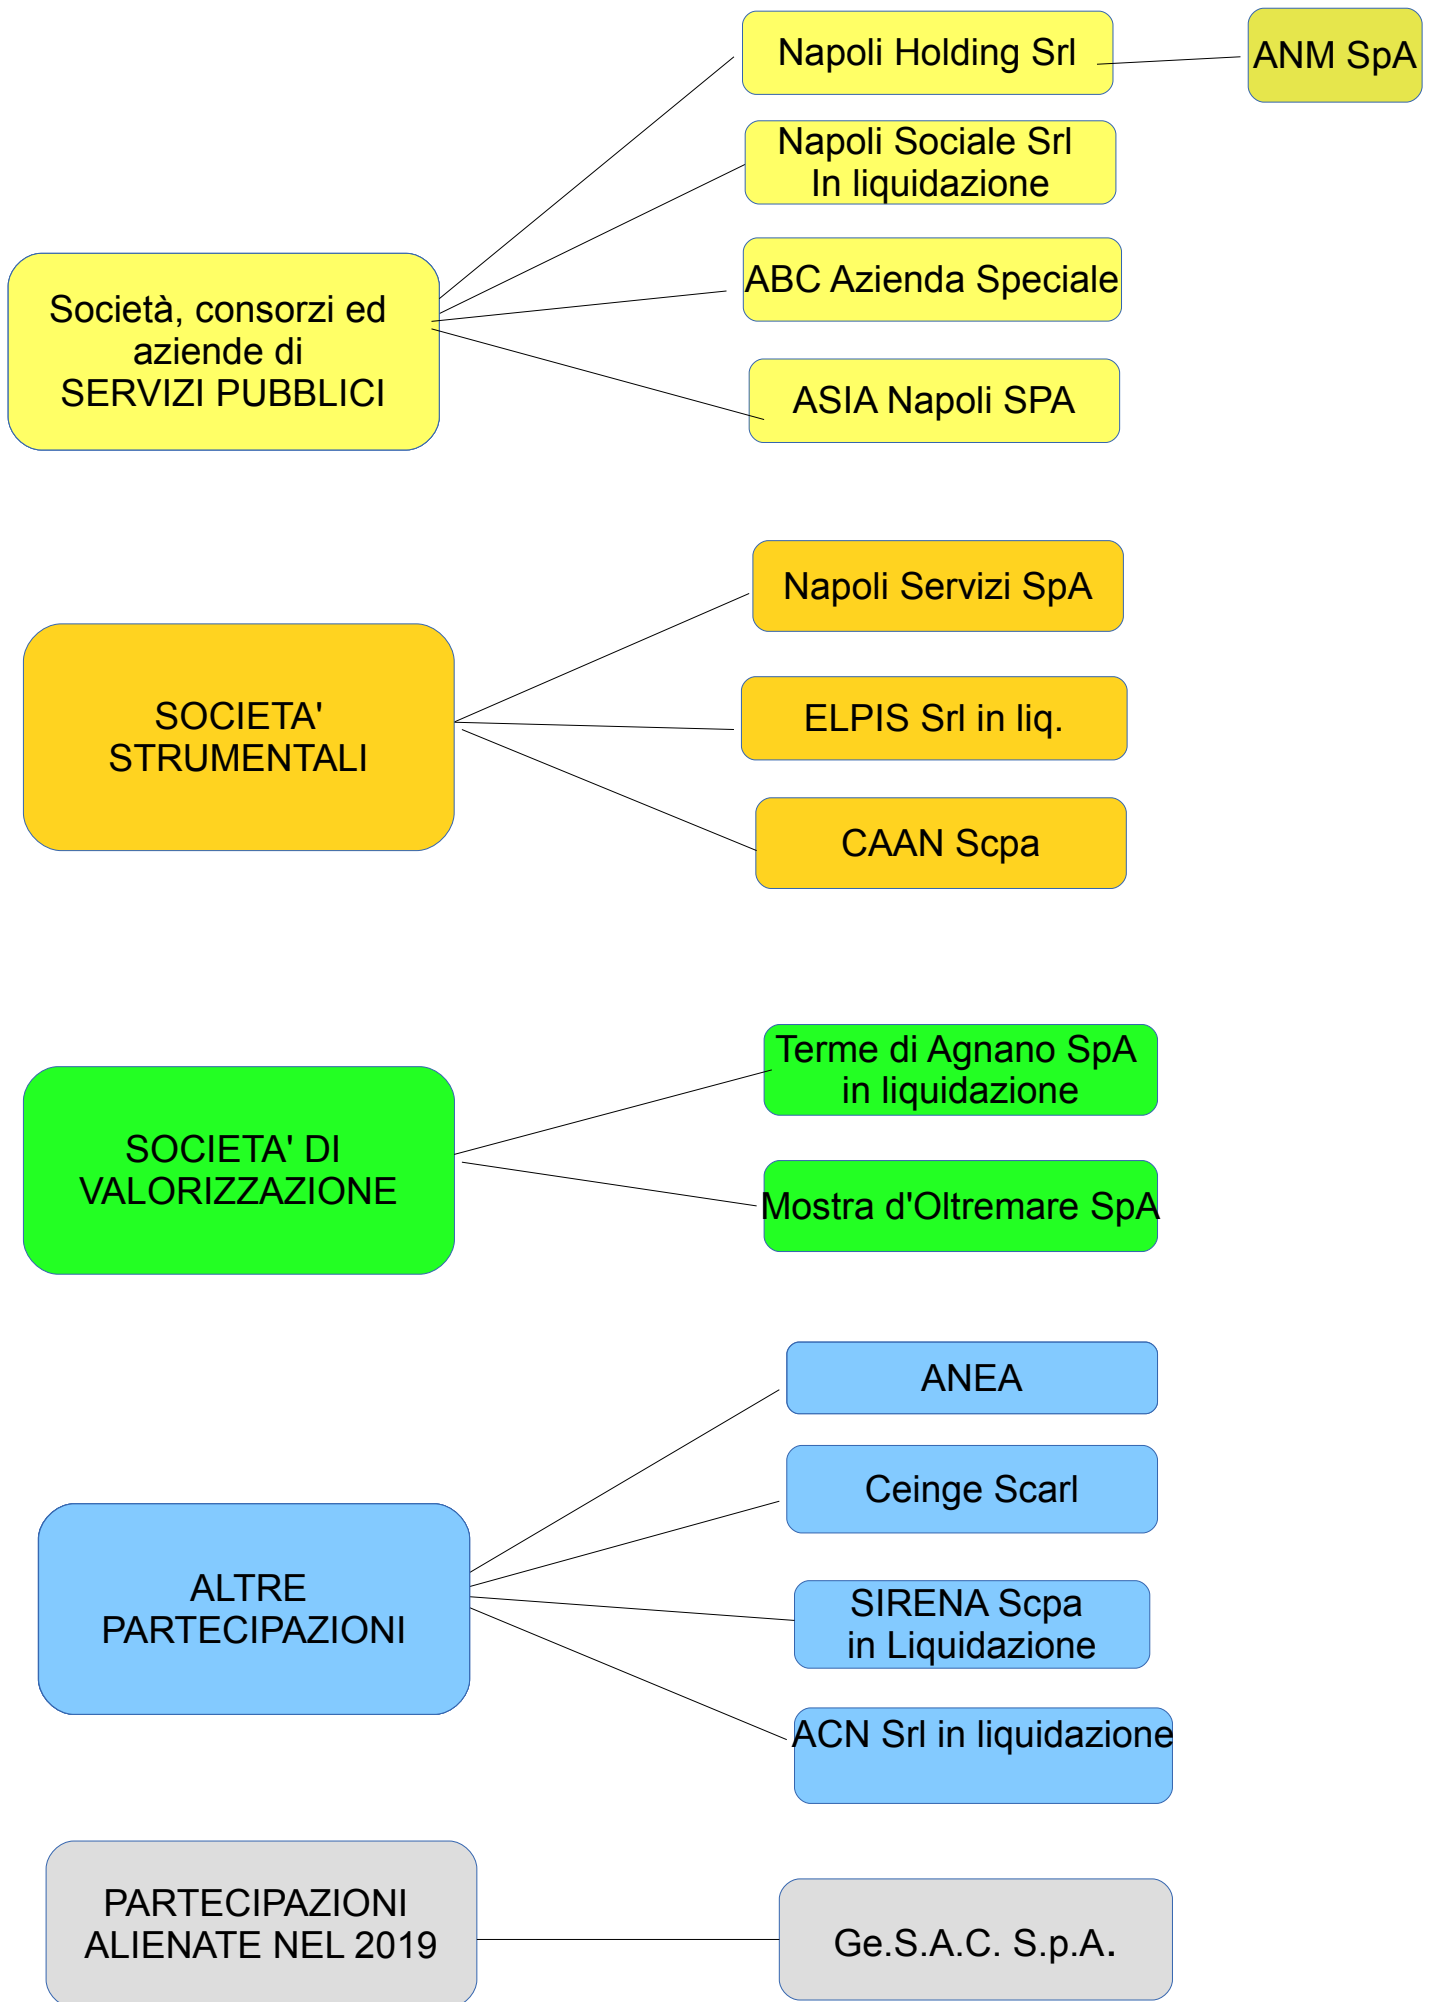 Napoli Holding Srl
ANM SpA
Napoli Sociale Srl
In liquidazione
ABC Azienda Speciale
Società, consorzi ed
aziende di
SERVIZI PUBBLICI
ASIA Napoli SPA
Napoli Servizi SpA
SOCIETA'
STRUMENTALI
ELPIS Srl in liq.
CAAN Scpa
Terme di Agnano SpA
in liquidazione
SOCIETA' DI
VALORIZZAZIONE
Mostra d'Oltremare SpA
ANEA
Ceinge Scarl
ALTRE
PARTECIPAZIONI
SIRENA Scpa
in Liquidazione
ACN Srl in liquidazione
PARTECIPAZIONI
ALIENATE NEL 2019
Ge.S.A.C. S.p.A.